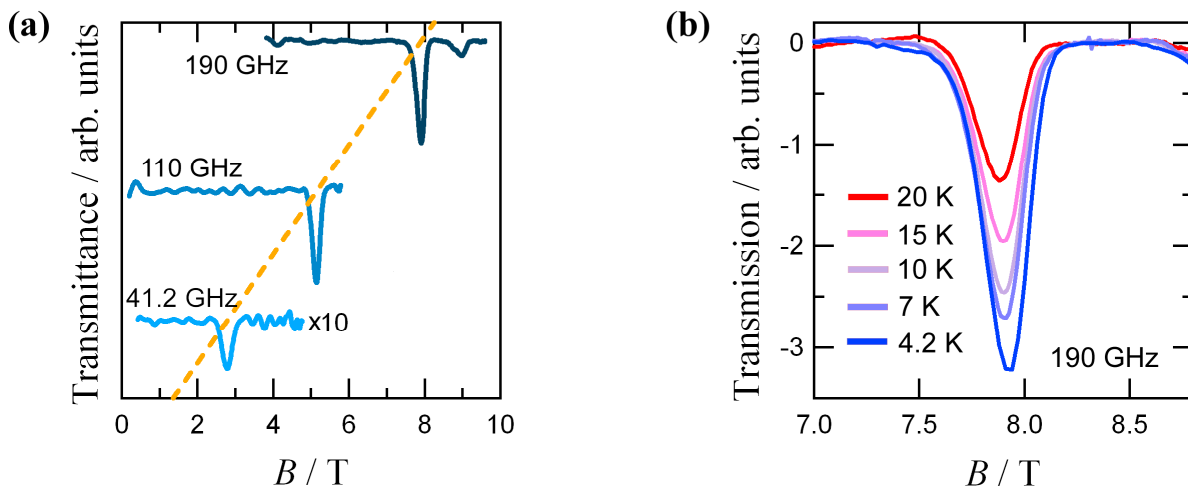 (a)
Transmittance / arb. units
190 GHz
110 GHz
41.2 GHz
x10
0 2 4 6 8 10
B / T
(b)
Transmission / arb. units
0
-1
-2
-3
20 K
15 K
10 K
7 K
4.2 K
190 GHz
7.0 7.5 8.0 8.5
B / T